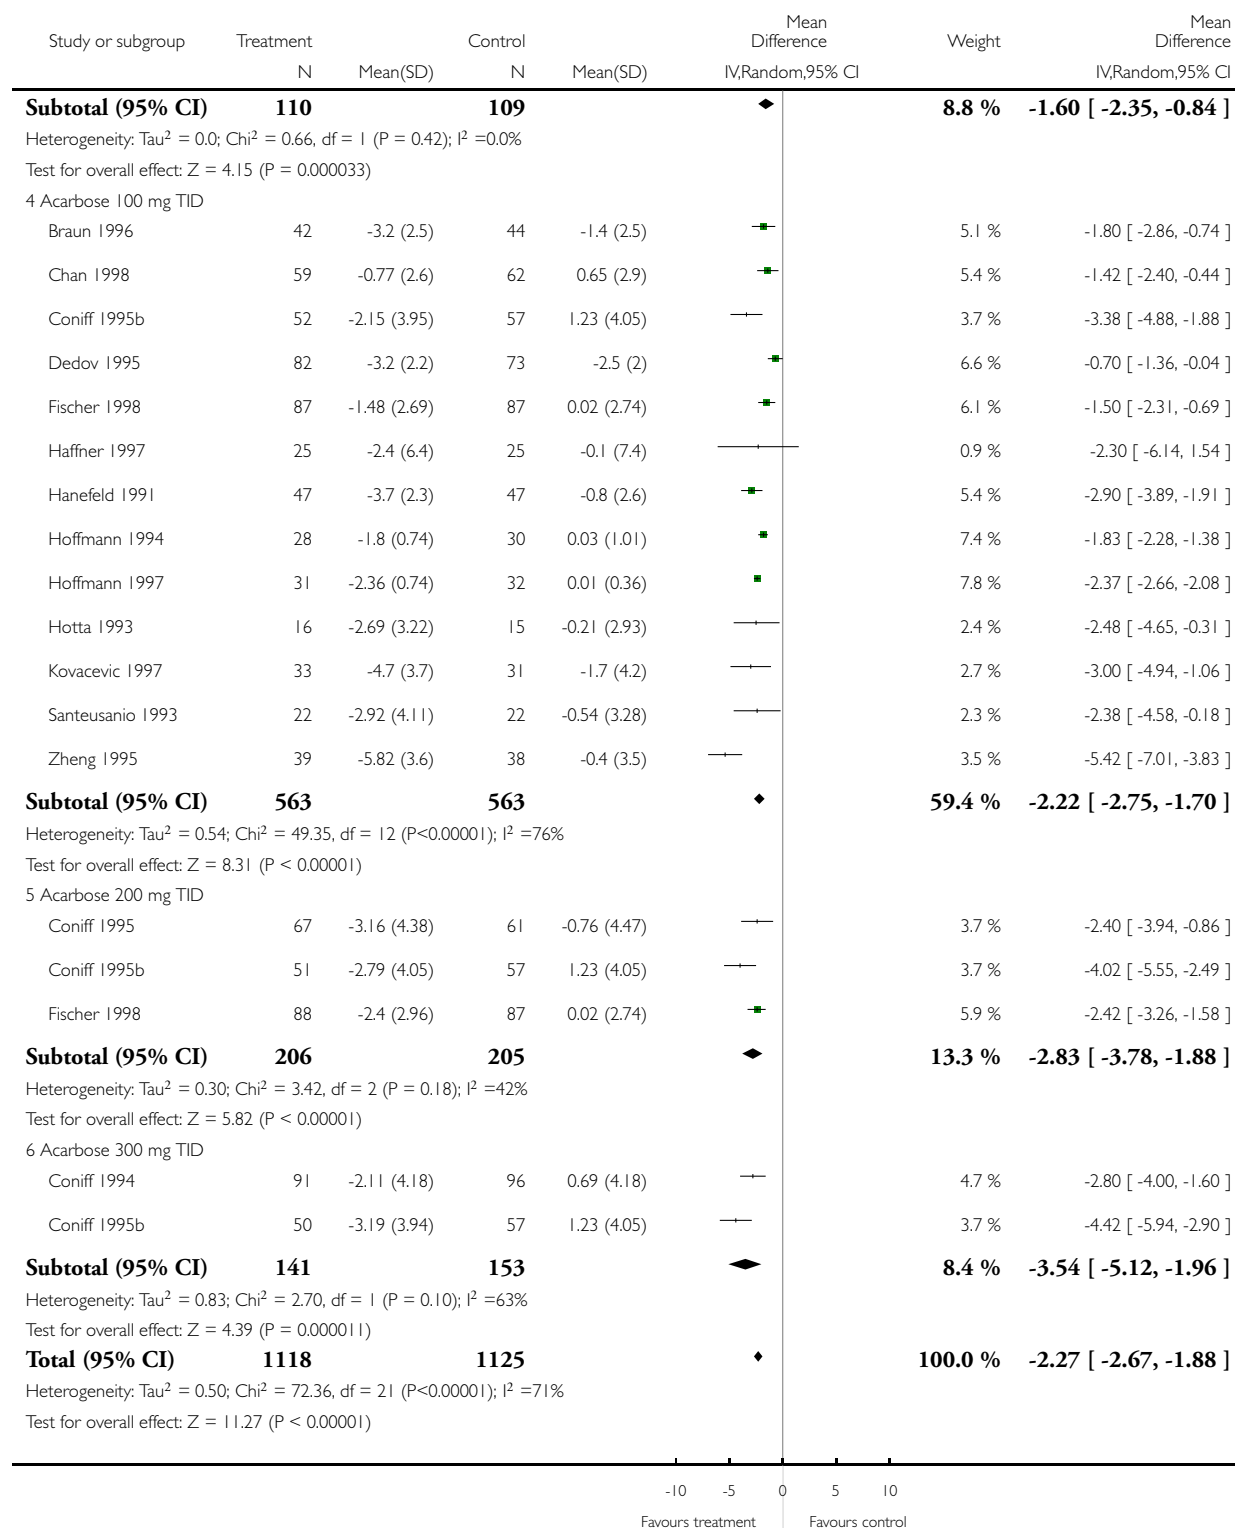 Study or subgroup Treatment Control Mean Difference Weight Mean Difference
N Mean(SD) N Mean(SD) IV,Random,95% CI IV,Random,95% CI
Subtotal (95% CI) 110 109 8.8 % -1.60 [ -2.35, -0.84 ]
Heterogeneity: Tau² = 0.0; Chi² = 0.66, df = 1 (P = 0.42); I² =0.0%
Test for overall effect: Z = 4.15 (P = 0.000033)
4 Acarbose 100 mg TID
Braun 1996 42 -3.2 (2.5) 44 -1.4 (2.5) 5.1 % -1.80 [ -2.86, -0.74 ]
Chan 1998 59 -0.77 (2.6) 62 0.65 (2.9) 5.4 % -1.42 [ -2.40, -0.44 ]
Coniff 1995b 52 -2.15 (3.95) 57 1.23 (4.05) 3.7 % -3.38 [ -4.88, -1.88 ]
Dedov 1995 82 -3.2 (2.2) 73 -2.5 (2) 6.6 % -0.70 [ -1.36, -0.04 ]
Fischer 1998 87 -1.48 (2.69) 87 0.02 (2.74) 6.1 % -1.50 [ -2.31, -0.69 ]
Haffner 1997 25 -2.4 (6.4) 25 -0.1 (7.4) 0.9 % -2.30 [ -6.14, 1.54 ]
Hanefeld 1991 47 -3.7 (2.3) 47 -0.8 (2.6) 5.4 % -2.90 [ -3.89, -1.91 ]
Hoffmann 1994 28 -1.8 (0.74) 30 0.03 (1.01) 7.4 % -1.83 [ -2.28, -1.38 ]
Hoffmann 1997 31 -2.36 (0.74) 32 0.01 (0.36) 7.8 % -2.37 [ -2.66, -2.08 ]
Hotta 1993 16 -2.69 (3.22) 15 -0.21 (2.93) 2.4 % -2.48 [ -4.65, -0.31 ]
Kovacevic 1997 33 -4.7 (3.7) 31 -1.7 (4.2) 2.7 % -3.00 [ -4.94, -1.06 ]
Santeusanio 1993 22 -2.92 (4.11) 22 -0.54 (3.28) 2.3 % -2.38 [ -4.58, -0.18 ]
Zheng 1995 39 -5.82 (3.6) 38 -0.4 (3.5) 3.5 % -5.42 [ -7.01, -3.83 ]
Subtotal (95% CI) 563 563 59.4 % -2.22 [ -2.75, -1.70 ]
Heterogeneity: Tau² = 0.54; Chi² = 49.35, df = 12 (P<0.00001); I² =76%
Test for overall effect: Z = 8.31 (P < 0.00001)
5 Acarbose 200 mg TID
Coniff 1995 67 -3.16 (4.38) 61 -0.76 (4.47) 3.7 % -2.40 [ -3.94, -0.86 ]
Coniff 1995b 51 -2.79 (4.05) 57 1.23 (4.05) 3.7 % -4.02 [ -5.55, -2.49 ]
Fischer 1998 88 -2.4 (2.96) 87 0.02 (2.74) 5.9 % -2.42 [ -3.26, -1.58 ]
Subtotal (95% CI) 206 205 13.3 % -2.83 [ -3.78, -1.88 ]
Heterogeneity: Tau² = 0.30; Chi² = 3.42, df = 2 (P = 0.18); I² =42%
Test for overall effect: Z = 5.82 (P < 0.00001)
6 Acarbose 300 mg TID
Coniff 1994 91 -2.11 (4.18) 96 0.69 (4.18) 4.7 % -2.80 [ -4.00, -1.60 ]
Coniff 1995b 50 -3.19 (3.94) 57 1.23 (4.05) 3.7 % -4.42 [ -5.94, -2.90 ]
Subtotal (95% CI) 141 153 8.4 % -3.54 [ -5.12, -1.96 ]
Heterogeneity: Tau² = 0.83; Chi² = 2.70, df = 1 (P = 0.10); I² =63%
Test for overall effect: Z = 4.39 (P = 0.000011)
Total (95% CI) 1118 1125 100.0 % -2.27 [ -2.67, -1.88 ]
Heterogeneity: Tau² = 0.50; Chi² = 72.36, df = 21 (P<0.00001); I² =71%
Test for overall effect: Z = 11.27 (P < 0.00001)
-10 -5 0 5 10
Favours treatment Favours control